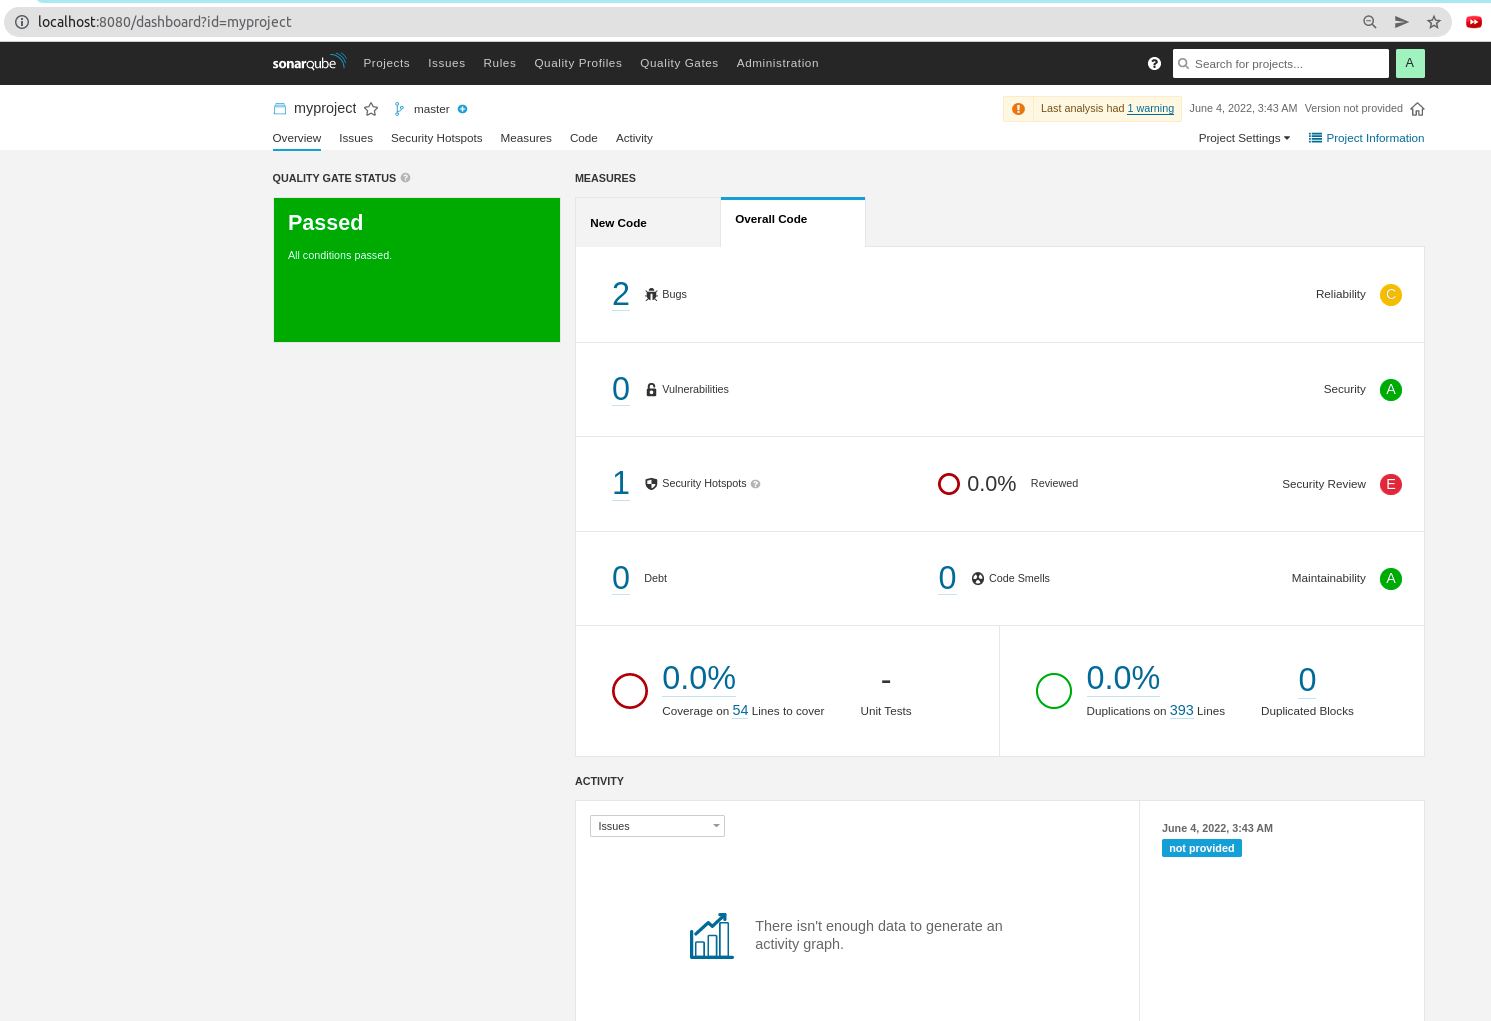 localhost:8080/dashboard?id=myproject
sonarqube Projects Issues Rules Quality Profiles Quality Gates Administration Search for projects... A
myproject master Last analysis had 1 warning June 4, 2022, 3:43 AM Version not provided
Overview Issues Security Hotspots Measures Code Activity Project Settings Project Information
QUALITY GATE STATUS
Passed
All conditions passed.
MEASURES
New Code
Overall Code
2 Bugs Reliability C
0 Vulnerabilities Security A
1 Security Hotspots 0.0% Reviewed Security Review E
0 Debt 0 Code Smells Maintainability A
0.0% - 0.0% 0
Coverage on 54 Lines to cover Unit Tests Duplications on 393 Lines Duplicated Blocks
ACTIVITY
Issues
There isn't enough data to generate an
activity graph.
June 4, 2022, 3:43 AM
not provided